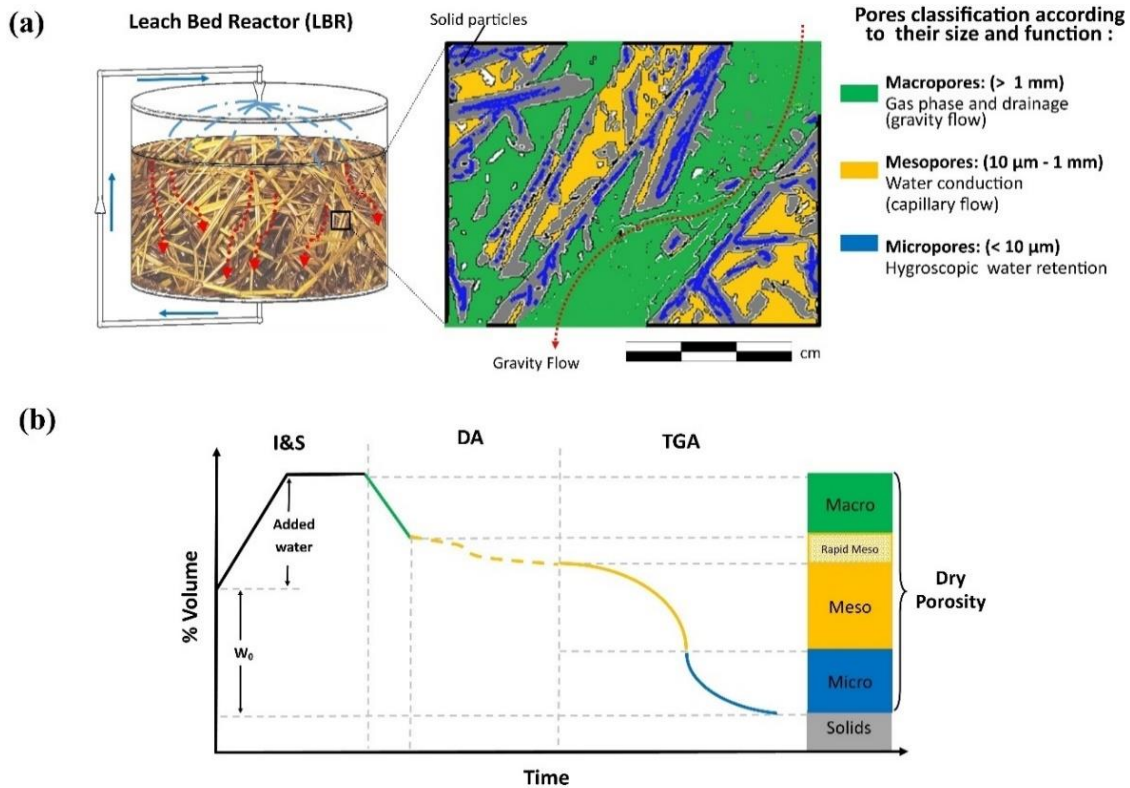 (a)
Leach Bed Reactor (LBR)
Solid particles
Gravity Flow
cm
Pores classification according
to their size and function :
Macropores: (> 1 mm)
Gas phase and drainage
(gravity flow)
Mesopores: (10 µm - 1 mm)
Water conduction
(capillary flow)
Micropores: (< 10 µm)
Hygroscopic water retention
(b)
I&S
DA
TGA
Added
water
W₀
% Volume
Time
Macro
Rapid Meso
Meso
Micro
Solids
Dry
Porosity